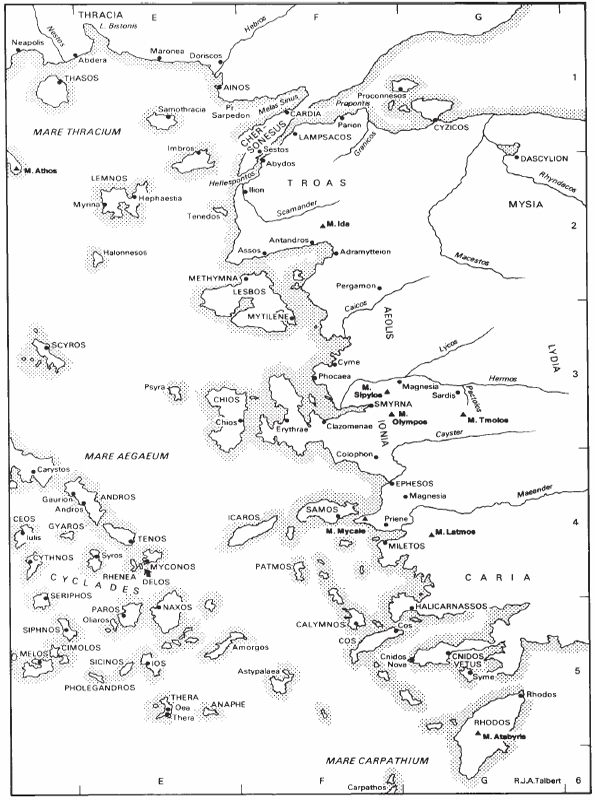 THRACIA
E
F
G
L. Bistonis
Neapolis
Nestos
Abdera
Maronea
Doriscos
Hebros
THASOS
AINOS
1
Proconnesos
Samothracia
Pr Sarpedon
Melas Sinus
CARDIA
Propontis
Parion
CYZICOS
MARE THRACIUM
CHER-
SONESUS
LAMPSACOS
Granicos
Imbros
Sestos
Abydos
DASCYLION
M. Athos
Hellespontos
Rhyndacos
LEMNOS
Ilion
TROAS
Hephaestia
Myrina
Scamander
MYSIA
Tenedos
M. Ida
2
Antandros
Halonnesos
Assos
Adramytteion
Macestos
METHYMNA
Pergamon
LESBOS
Caicos
AEOLIS
MYTILENE
SCYROS
Lycos
LYDIA
Cyme
Phocaea
3
Hermos
Psyra
M. Sipylos
Magnesia
Sardis
Pactolos
CHIOS
SMYRNA
M. Olympos
M. Tmolos
Chios
Erythrae
Clazomenae
IONIA
Cayster
MARE AEGAEUM
Colophon
Carystos
EPHESOS
Gaurion
Andros
ANDROS
Magnesia
Maeander
CEOS
Iulis
GYAROS
ICAROS
SAMOS
4
TENOS
M. Mycale
Priene
M. Latmos
MILETOS
CYTHNOS
Syros
MYCONOS
RHENEA
DELOS
PATMOS
CYCLADES
CARIA
SERIPHOS
PAROS
NAXOS
HALICARNASSOS
Oliaros
CALYMNOS
SIPHNOS
Cos
COS
CIMOLOS
Amorgos
MELOS
SICINOS
IOS
Cnidos Nova
CNIDOS VETUS
5
Astypalaea
Syme
PHOLEGANDROS
THERA
Oea
Thera
ANAPHE
Rhodos
RHODOS
M. Atabyris
MARE CARPATHIUM
E
F
Carpathos
G
R.J.A.Talbert
6